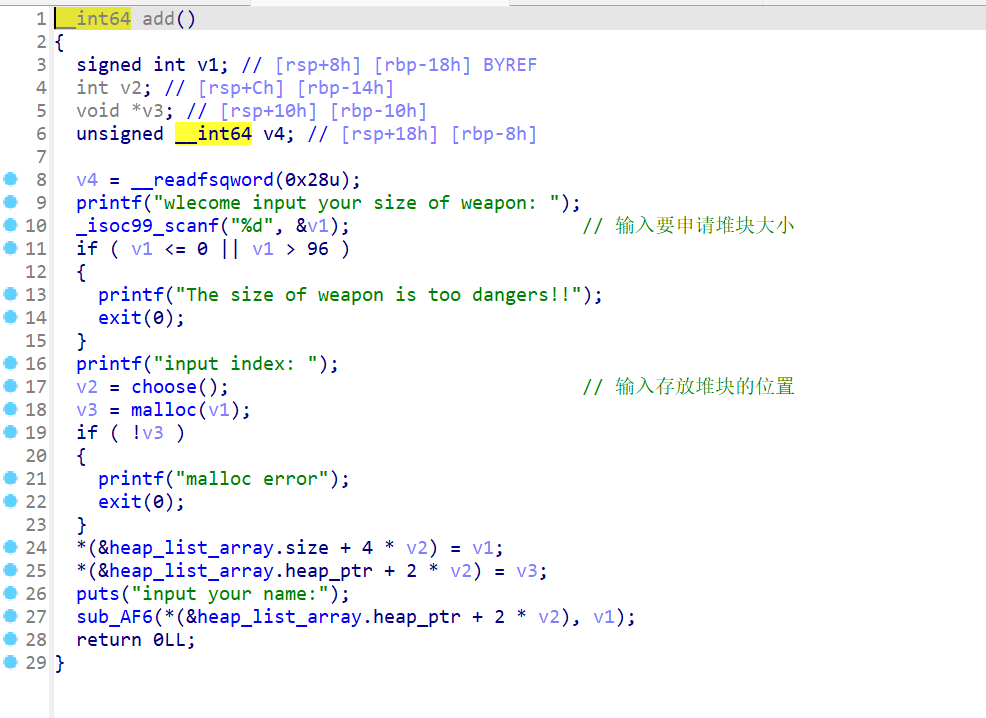 1 __int64 add()
2 {
3 signed int v1; // [rsp+8h] [rbp-18h] BYREF
4 int v2; // [rsp+Ch] [rbp-14h]
5 void *v3; // [rsp+10h] [rbp-10h]
6 unsigned __int64 v4; // [rsp+18h] [rbp-8h]
7
8 v4 = __readfsqword(0x28u);
9 printf("wlecome input your size of weapon: ");
10 _isoc99_scanf("%d", &v1); // 输入要申请堆块大小
11 if ( v1 <= 0 || v1 > 96 )
12 {
13 printf("The size of weapon is too dangers!!");
14 exit(0);
15 }
16 printf("input index: ");
17 v2 = choose(); // 输入存放堆块的位置
18 v3 = malloc(v1);
19 if ( !v3 )
20 {
21 printf("malloc error");
22 exit(0);
23 }
24 *(&heap_list_array.size + 4 * v2) = v1;
25 *(&heap_list_array.heap_ptr + 2 * v2) = v3;
26 puts("input your name:");
27 sub_AF6(*(&heap_list_array.heap_ptr + 2 * v2), v1);
28 return 0LL;
29 }